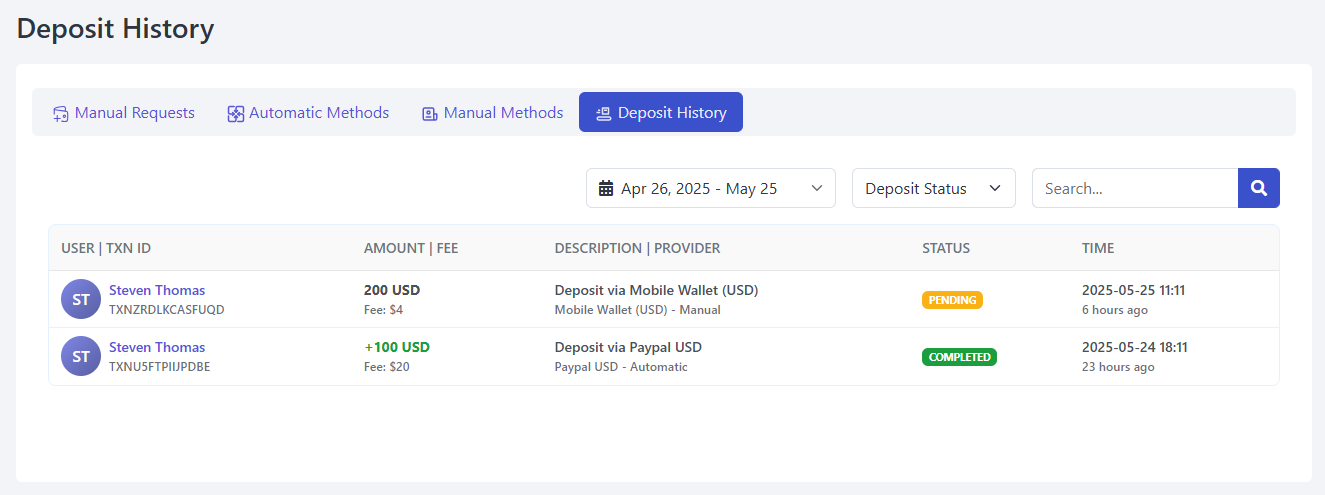 Deposit History
Manual Requests
Automatic Methods
Manual Methods
Deposit History
Apr 26, 2025 - May 25
Deposit Status
Search...
USER | TXN ID AMOUNT | FEE DESCRIPTION | PROVIDER STATUS TIME
ST
Steven Thomas 200 USD Deposit via Mobile Wallet (USD) PENDING 2025-05-25 11:11
TXNZRDLKCASFUQD Fee: $4 Mobile Wallet (USD) - Manual 6 hours ago
ST
Steven Thomas +100 USD Deposit via Paypal USD COMPLETED 2025-05-24 18:11
TXNU5FTPIIJPDBE Fee: $20 Paypal USD - Automatic 23 hours ago